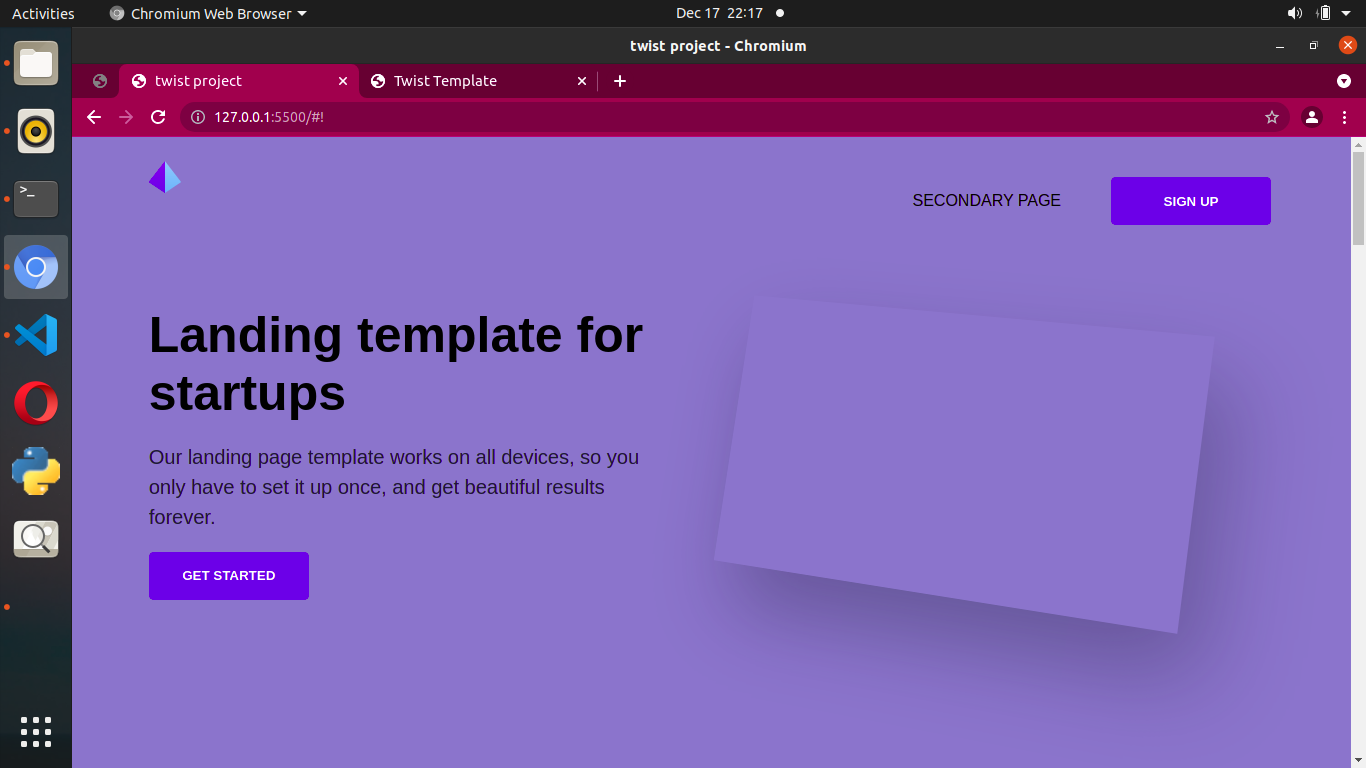 Activities
Chromium Web Browser
Dec 17 22:17
twist project - Chromium
twist project
Twist Template
127.0.0.1:5500/#!
SECONDARY PAGE
SIGN UP
Landing template for
startups
Our landing page template works on all devices, so you
only have to set it up once, and get beautiful results
forever.
GET STARTED
>_